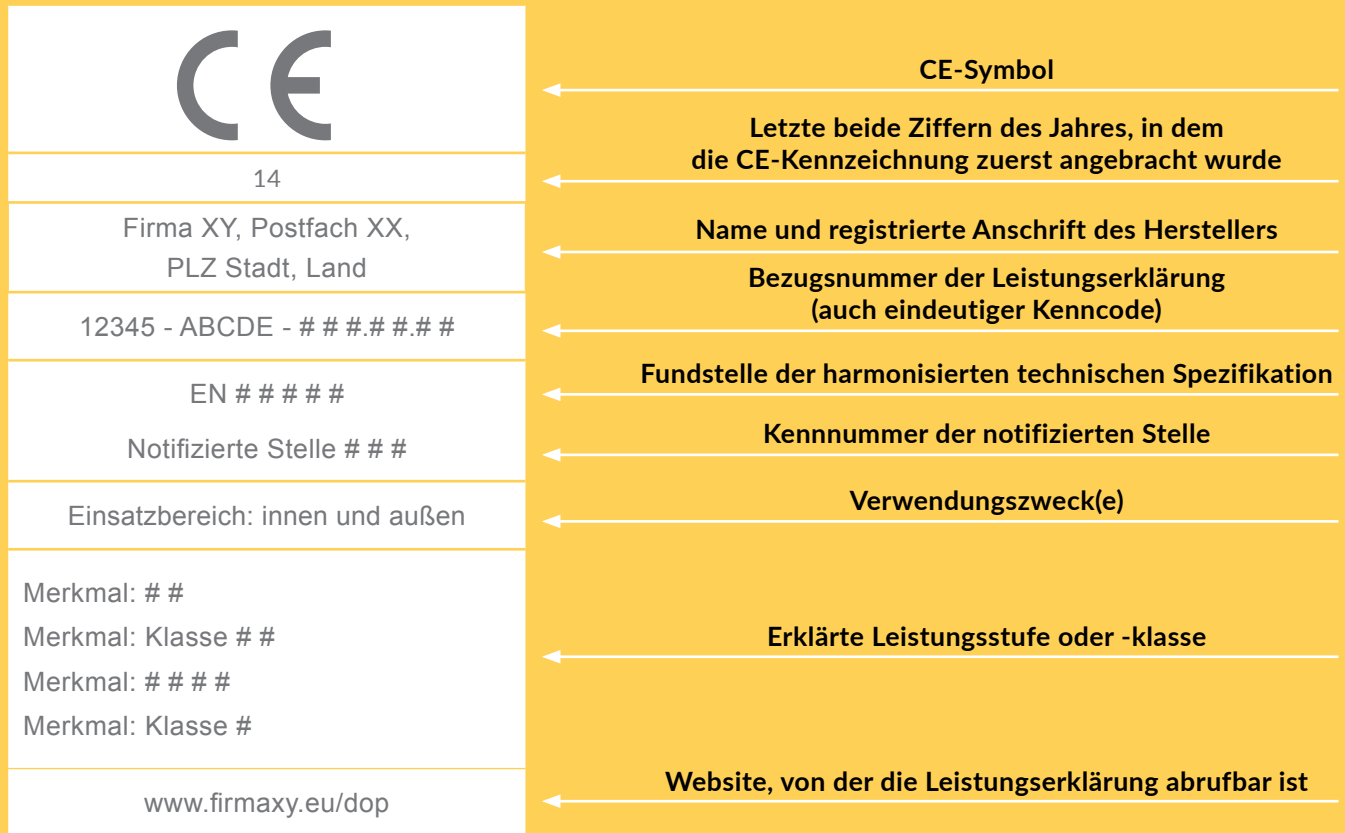 CE
CE-Symbol
Letzte beide Ziffern des Jahres, in dem
die CE-Kennzeichnung zuerst angebracht wurde
14
Firma XY, Postfach XX,
PLZ Stadt, Land
Name und registrierte Anschrift des Herstellers
Bezugsnummer der Leistungserklärung
(auch eindeutiger Kenncode)
12345 - ABCDE - # # #.# #.# #
EN # # # # #
Fundstelle der harmonisierten technischen Spezifikation
Notifizierte Stelle # # #
Kennnummer der notifizierten Stelle
Einsatzbereich: innen und außen
Verwendungszweck(e)
Merkmal: # #
Merkmal: Klasse # #
Merkmal: # # # #
Merkmal: Klasse #
Erklärte Leistungsstufe oder -klasse
www.firmaxy.eu/dop
Website, von der die Leistungserklärung abrufbar ist